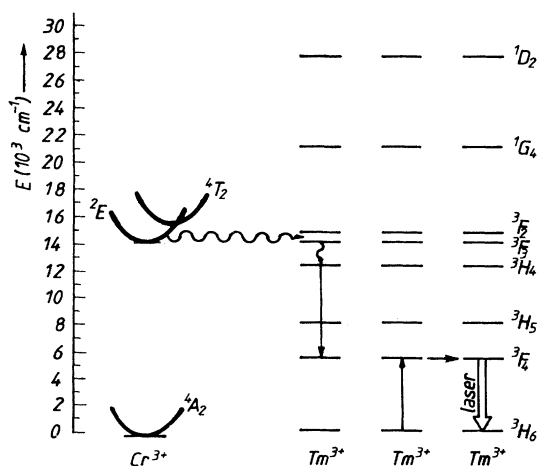 E (10³ cm⁻¹)
30
28
26
24
22
20
18
16
14
12
10
8
6
4
2
0
²E
⁴T₂
⁴A₂
¹D₂
¹G₄
³F₂
³F₃
³H₄
³H₅
³F₄
³H₆
laser
Cr³⁺
Tm³⁺
Tm³⁺
Tm³⁺